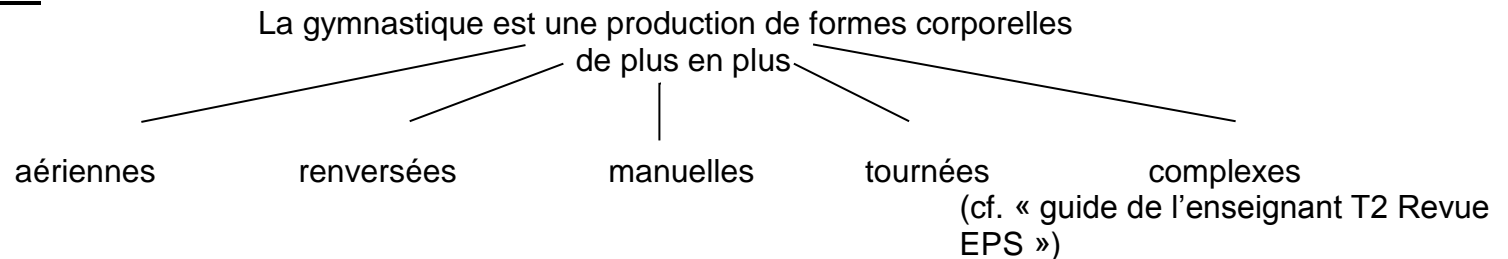 La gymnastique est une production de formes corporelles
de plus en plus
aériennes renversées manuelles tournées complexes
(cf. « guide de l’enseignant T2 Revue
EPS »)